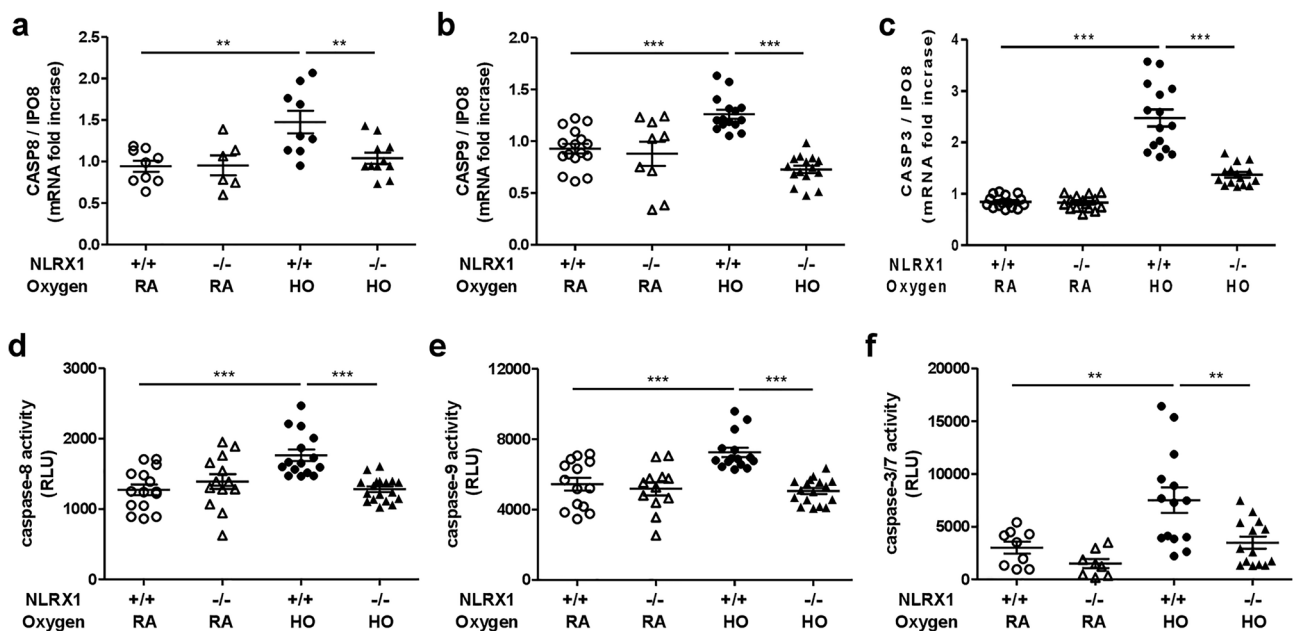 a
CASP8 / IPO8
(mRNA fold incrase)
2.5
2.0
1.5
1.0
0.5
0.0
** **
NLRX1 +/+ -/- +/+ -/-
Oxygen RA RA HO HO
b
CASP9 / IPO8
(mRNA fold incrase)
2.0
1.5
1.0
0.5
0.0
*** ***
NLRX1 +/+ -/- +/+ -/-
Oxygen RA RA HO HO
c
CASP3 / IPO8
(mRNA fold incrase)
4
3
2
1
0
*** ***
NLRX1 +/+ -/- +/+ -/-
Oxygen RA RA HO HO
d
caspase-8 activity
(RLU)
3000
2000
1000
0
*** ***
NLRX1 +/+ -/- +/+ -/-
Oxygen RA RA HO HO
e
caspase-9 activity
(RLU)
12000
8000
4000
0
*** ***
NLRX1 +/+ -/- +/+ -/-
Oxygen RA RA HO HO
f
caspase-3/7 activity
(RLU)
20000
15000
10000
5000
0
** **
NLRX1 +/+ -/- +/+ -/-
Oxygen RA RA HO HO